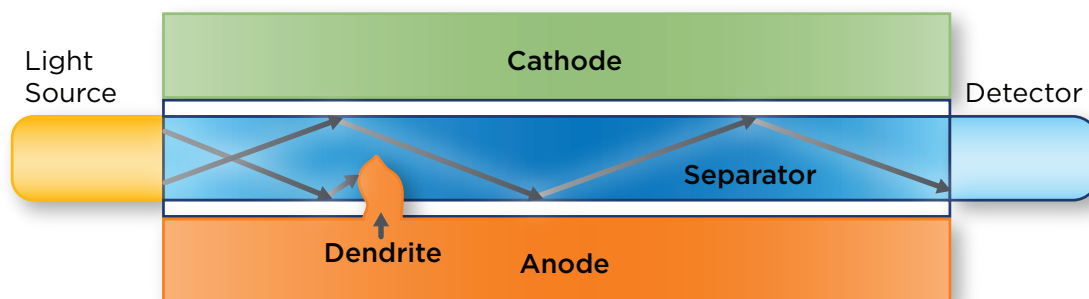 Light
Source
Cathode
Detector
Separator
Dendrite
Anode